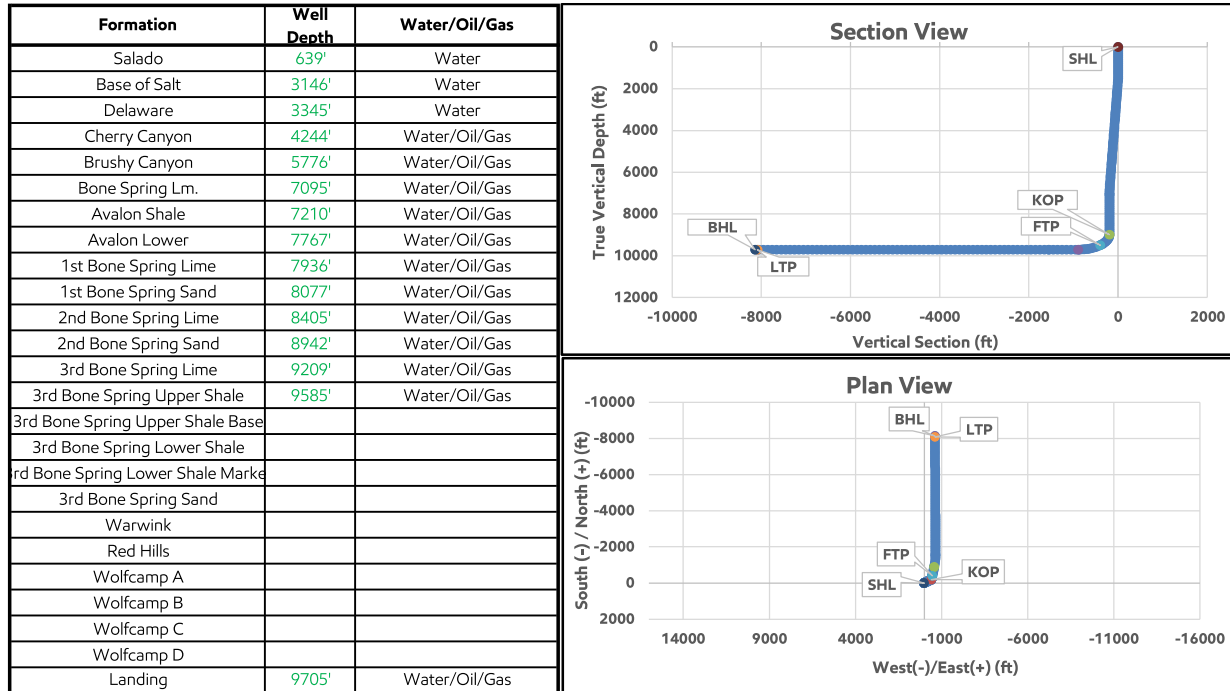 Formation Well Depth Water/Oil/Gas
Salado 639' Water
Base of Salt 3146' Water
Delaware 3345' Water
Cherry Canyon 4244' Water/Oil/Gas
Brushy Canyon 5776' Water/Oil/Gas
Bone Spring Lm. 7095' Water/Oil/Gas
Avalon Shale 7210' Water/Oil/Gas
Avalon Lower 7767' Water/Oil/Gas
1st Bone Spring Lime 7936' Water/Oil/Gas
1st Bone Spring Sand 8077' Water/Oil/Gas
2nd Bone Spring Lime 8405' Water/Oil/Gas
2nd Bone Spring Sand 8942' Water/Oil/Gas
3rd Bone Spring Lime 9209' Water/Oil/Gas
3rd Bone Spring Upper Shale 9585' Water/Oil/Gas
3rd Bone Spring Upper Shale Base
3rd Bone Spring Lower Shale
3rd Bone Spring Lower Shale Marke
3rd Bone Spring Sand
Warwink
Red Hills
Wolfcamp A
Wolfcamp B
Wolfcamp C
Wolfcamp D
Landing 9705' Water/Oil/Gas
Section View
True Vertical Depth (ft)
0
2000
4000
6000
8000
10000
12000
SHL
KOP
FTP
BHL
LTP
-10000 -8000 -6000 -4000 -2000 0 2000
Vertical Section (ft)
Plan View
South (-) / North (+) (ft)
-10000
-8000
-6000
-4000
-2000
0
2000
BHL LTP
FTP
KOP
SHL
14000 9000 4000 -1000 -6000 -11000 -16000
West(-)/East(+) (ft)